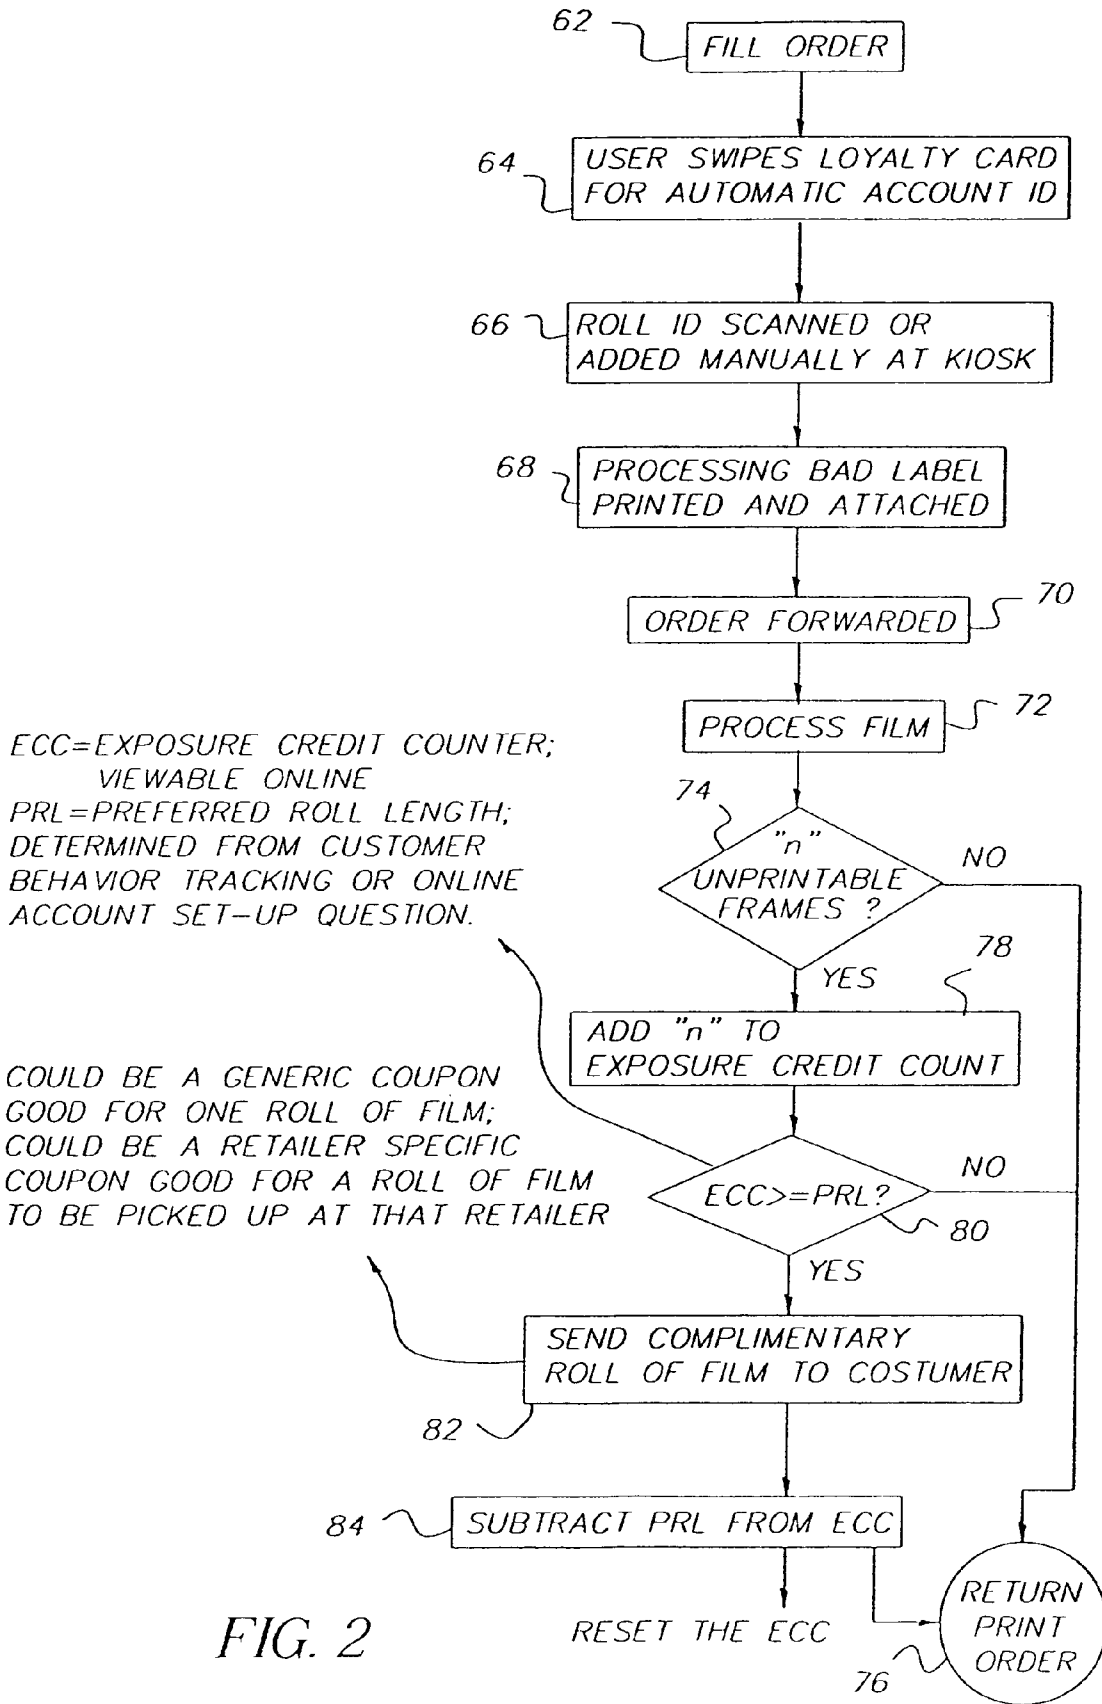 62
FILL ORDER
64
USER SWIPES LOYALTY CARD
FOR AUTOMATIC ACCOUNT ID
66
ROLL ID SCANNED OR
ADDED MANUALLY AT KIOSK
68
PROCESSING BAD LABEL
PRINTED AND ATTACHED
ORDER FORWARDED
70
PROCESS FILM
72
ECC=EXPOSURE CREDIT COUNTER;
VIEWABLE ONLINE
PRL=PREFERRED ROLL LENGTH;
DETERMINED FROM CUSTOMER
BEHAVIOR TRACKING OR ONLINE
ACCOUNT SET-UP QUESTION.
74
"n"
UNPRINTABLE
FRAMES ?
NO
YES
78
ADD "n" TO
EXPOSURE CREDIT COUNT
COULD BE A GENERIC COUPON
GOOD FOR ONE ROLL OF FILM;
COULD BE A RETAILER SPECIFIC
COUPON GOOD FOR A ROLL OF FILM
TO BE PICKED UP AT THAT RETAILER
ECC>=PRL?
NO
80
YES
SEND COMPLIMENTARY
ROLL OF FILM TO COSTUMER
82
84
SUBTRACT PRL FROM ECC
RESET THE ECC
RETURN
PRINT
ORDER
76
FIG. 2